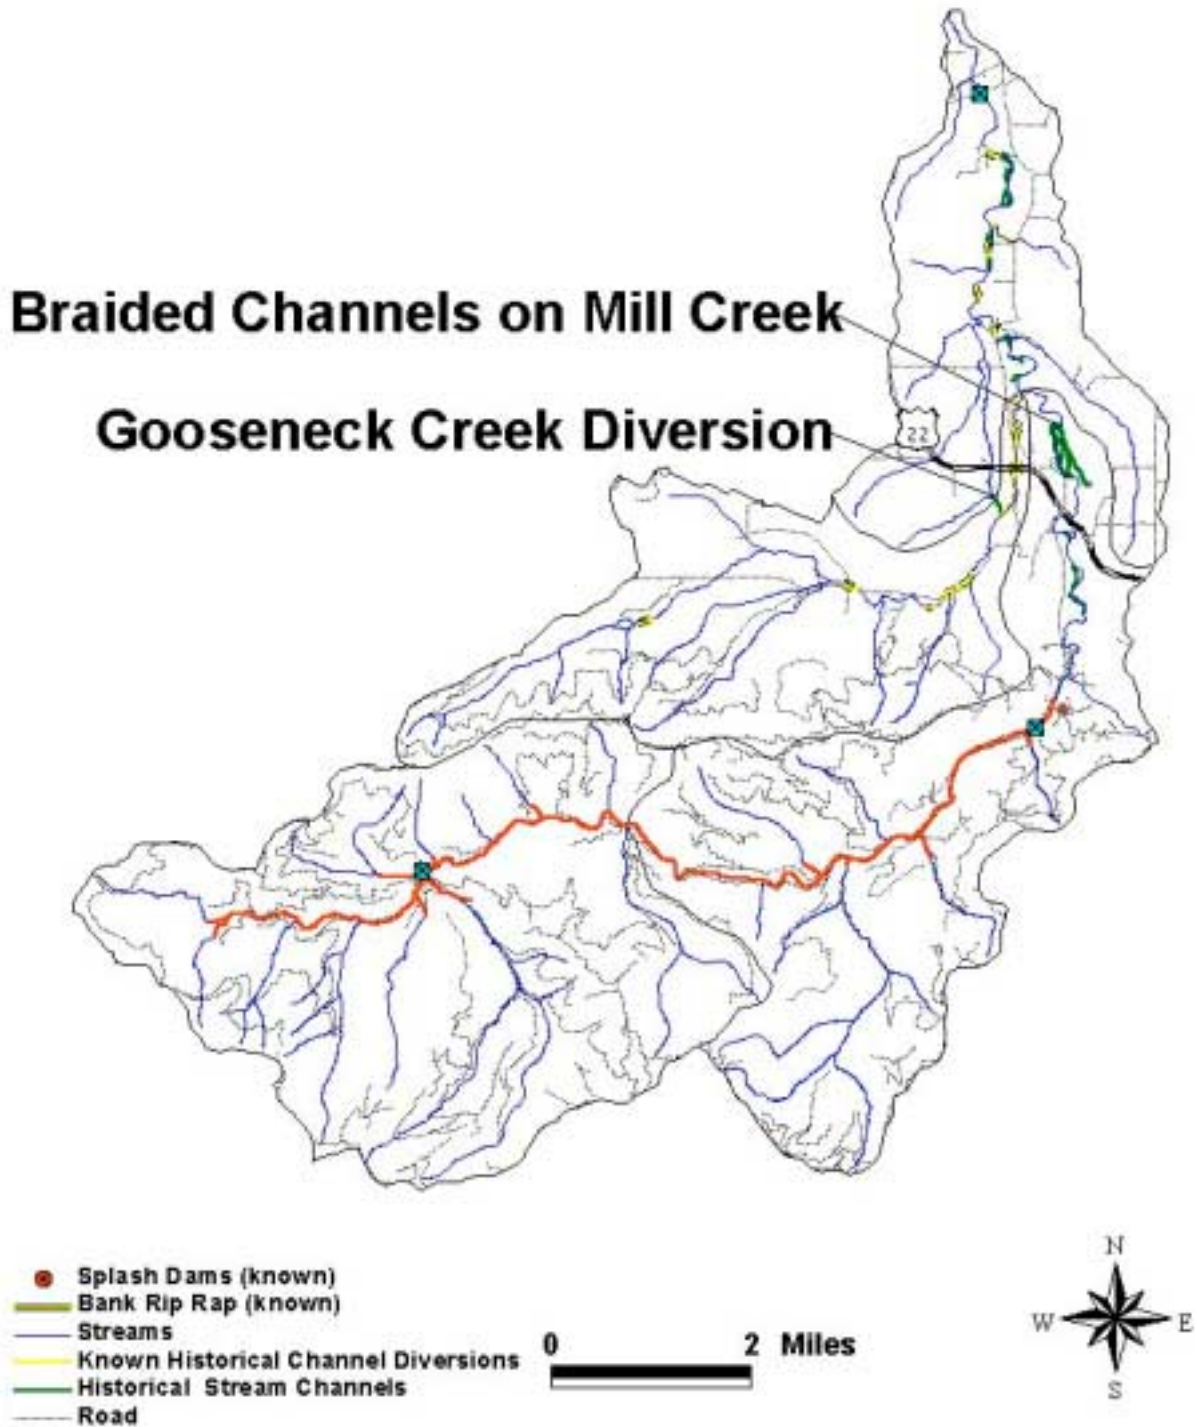 Braided Channels on Mill Creek
Gooseneck Creek Diversion
22
Splash Dams (known)
Bank Rip Rap (known)
Streams
Known Historical Channel Diversions
Historical Stream Channels
Road
0 2 Miles
N
W E
S